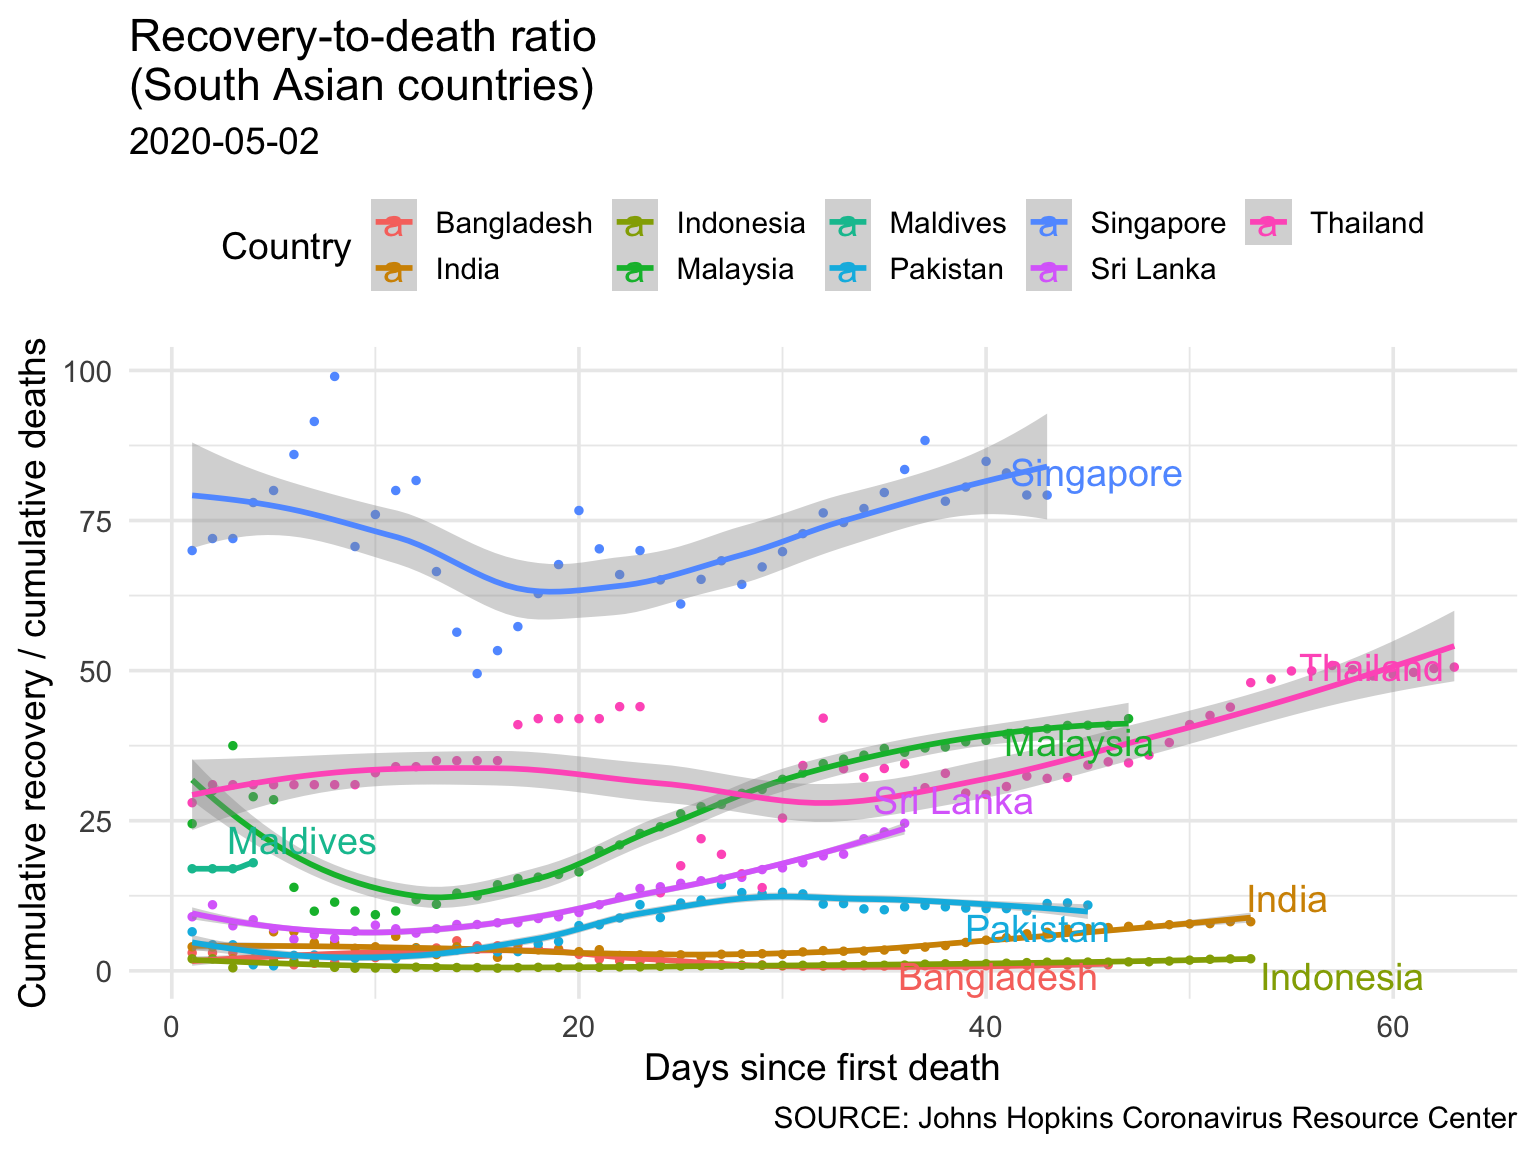 Recovery-to-death ratio
(South Asian countries)
2020-05-02
Country
a Bangladesh a Indonesia a Maldives a Singapore a Thailand
a India a Malaysia a Pakistan a Sri Lanka
Cumulative recovery / cumulative deaths
100
75
50
25
0
Singapore
Thailand
Malaysia
Sri Lanka
Maldives
India
Pakistan
Bangladesh
Indonesia
0 20 40 60
Days since first death
SOURCE: Johns Hopkins Coronavirus Resource Center